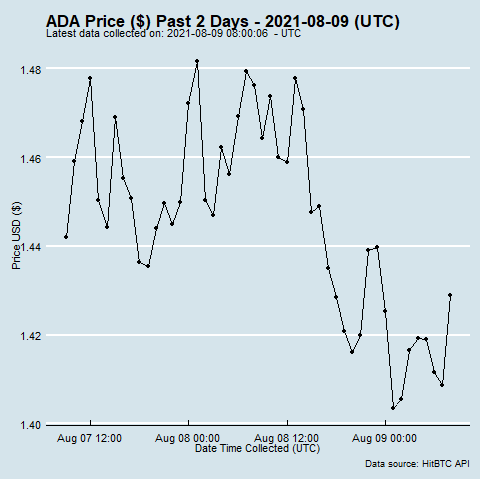 ADA Price ($) Past 2 Days - 2021-08-09 (UTC)
Latest data collected on: 2021-08-09 08:00:06  - UTC
1.48
1.46
1.44
1.42
1.40
Price USD ($)
Aug 07 12:00 Aug 08 00:00 Aug 08 12:00 Aug 09 00:00
Date Time Collected (UTC)
Data source: HitBTC API